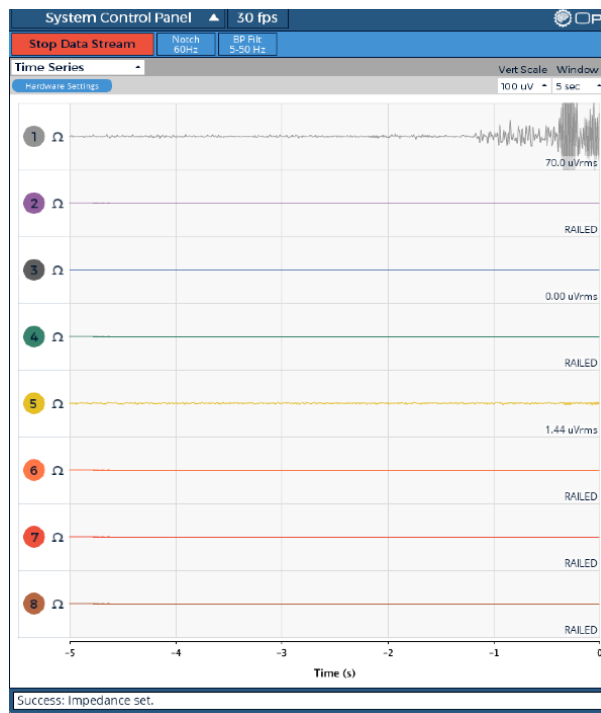 System Control Panel 30 fps OP
Stop Data Stream Notch 60Hz BP Filt 5-50 Hz
Time Series
Vert Scale Window
Hardware Settings 100 uV 5 sec
1 Ω
70.0 uVrms
2 Ω
RAILED
3 Ω
0.00 uVrms
4 Ω
RAILED
5 Ω
1.44 uVrms
6 Ω
RAILED
7 Ω
RAILED
8 Ω
RAILED
-5 -4 -3 -2 -1 0
Time (s)
Success: Impedance set.